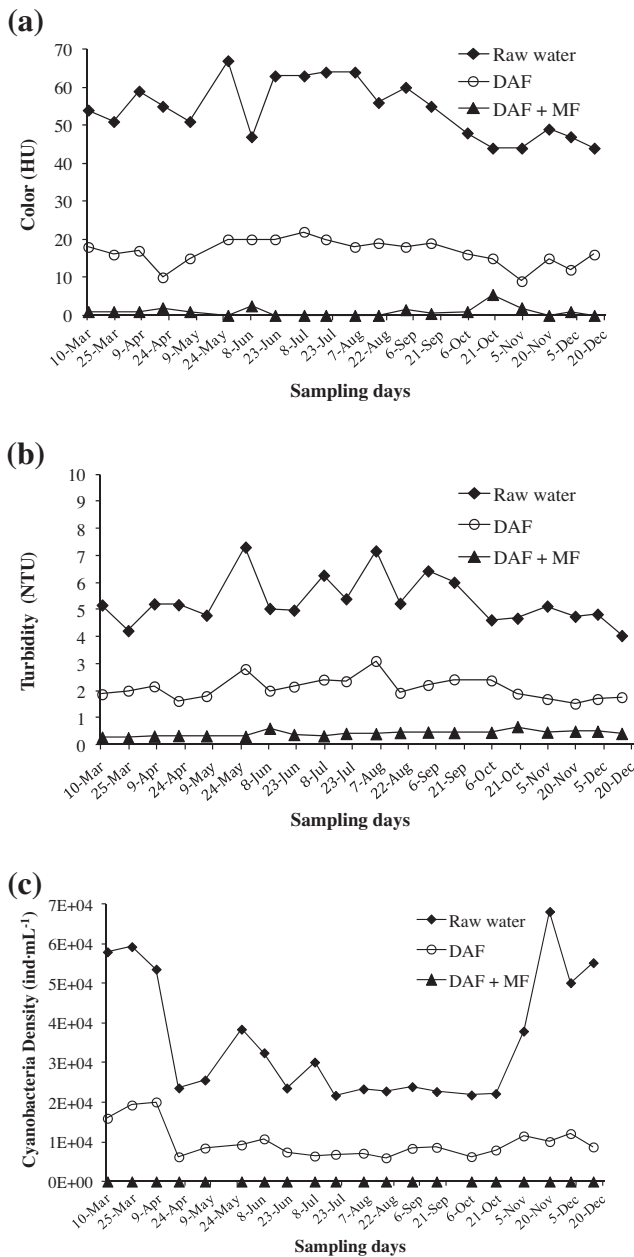 (a)
70
60
50
40
30
20
10
0
Color (HU)
Raw water
DAF
DAF + MF
10-Mar
25-Mar
9-Apr
24-Apr
9-May
24-May
8-Jun
23-Jun
8-Jul
23-Jul
7-Aug
22-Aug
6-Sep
21-Sep
6-Oct
21-Oct
5-Nov
20-Nov
5-Dec
20-Dec
Sampling days
(b)
10
9
8
7
6
5
4
3
2
1
0
Turbidity (NTU)
Raw water
DAF
DAF + MF
10-Mar
25-Mar
9-Apr
24-Apr
9-May
24-May
8-Jun
23-Jun
8-Jul
23-Jul
7-Aug
22-Aug
6-Sep
21-Sep
6-Oct
21-Oct
5-Nov
20-Nov
5-Dec
20-Dec
Sampling days
(c)
7E+04
6E+04
5E+04
4E+04
3E+04
2E+04
1E+04
0E+00
Cyanobacteria Density (ind·mL⁻¹)
Raw water
DAF
DAF + MF
10-Mar
25-Mar
9-Apr
24-Apr
9-May
24-May
8-Jun
23-Jun
8-Jul
23-Jul
7-Aug
22-Aug
6-Sep
21-Sep
6-Oct
21-Oct
5-Nov
20-Nov
5-Dec
20-Dec
Sampling days